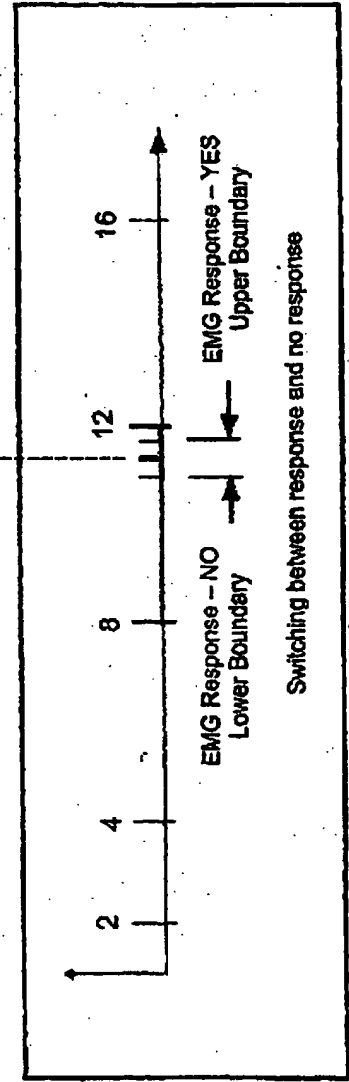 2 4 8 12 16
EMG Response – NO
Lower Boundary
EMG Response – YES
Upper Boundary
Switching between response and no response